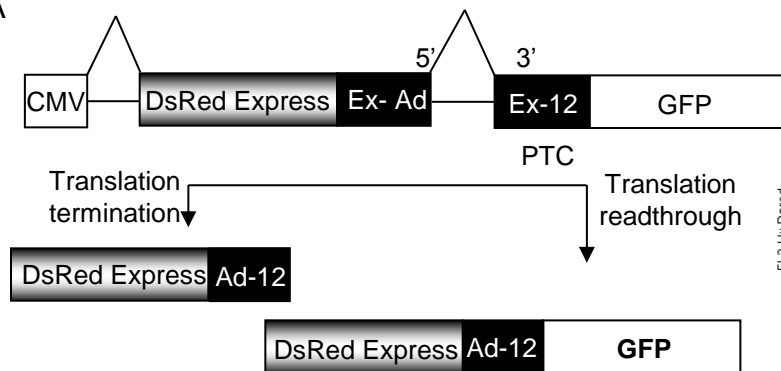 A
5’ 3’
CMV DsRed Express Ex- Ad Ex-12 GFP
PTC
Translation termination
Translation readthrough
DsRed Express Ad-12
DsRed Express Ad-12 GFP